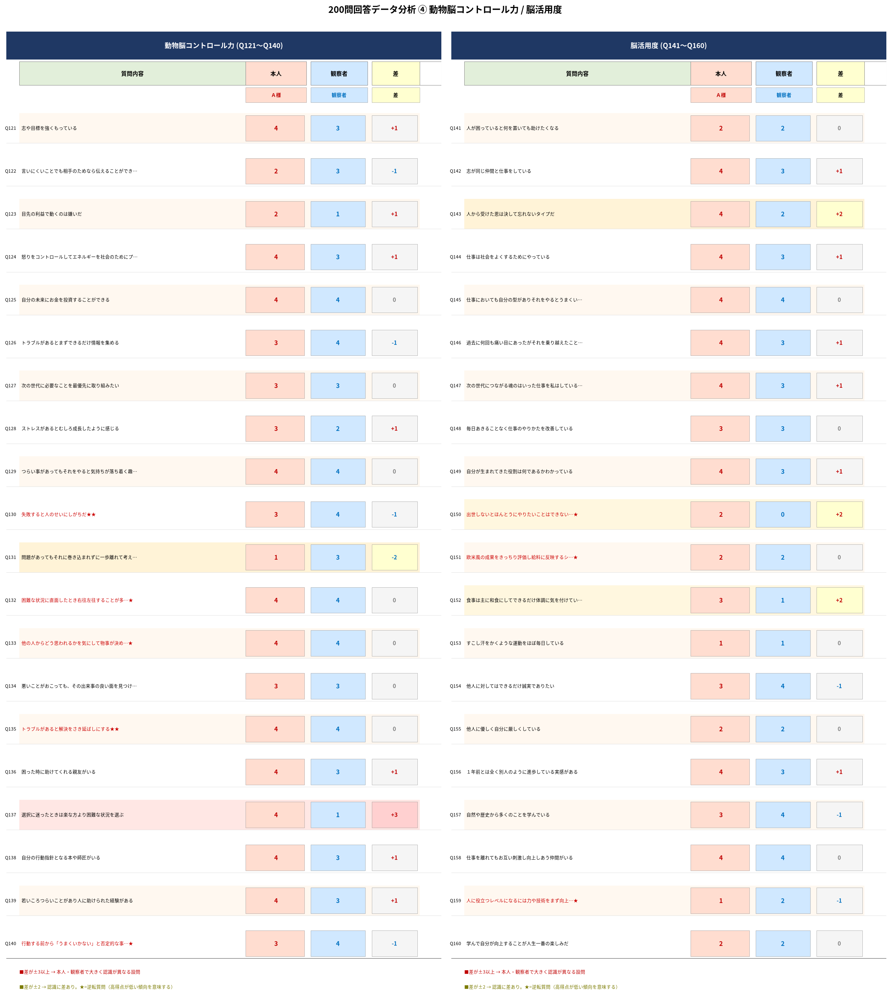 200問回答データ分析 ④ 動物脳コントロール力 / 脳活用度
動物脳コントロール力 (Q121～Q140)
質問内容 本人 観察者 差
A様 観察者 差
Q121 志や目標を強くもっている 4 3 +1
Q122 言いにくいことでも相手のためなら伝えることができ… 2 3 -1
Q123 目先の利益で動くのは嫌いだ 2 1 +1
Q124 怒りをコントロールしてエネルギーを社会のためにプ… 4 3 +1
Q125 自分の未来にお金を投資することができる 4 4 0
Q126 トラブルがあるとまずできるだけ情報を集める 3 4 -1
Q127 次の世代に必要なことを最優先に取り組みたい 3 3 0
Q128 ストレスがあるとむしろ成長したように感じる 3 2 +1
Q129 つらい事があってもそれをやると気持ちが落ち着く趣… 4 4 0
Q130 失敗すると人のせいにしがちだ★★ 3 4 -1
Q131 問題があってもそれに巻き込まれずに一歩離れて考え… 1 3 -2
Q132 困難な状況に直面したとき右往左往することが多…★ 4 4 0
Q133 他の人からどう思われるかを気にして物事が決め…★ 4 4 0
Q134 悪いことがおこっても、その出来事の良い面を見つけ… 3 3 0
Q135 トラブルがあると解決をさき延ばしにする★★ 4 4 0
Q136 困った時に助けてくれる親友がいる 4 3 +1
Q137 選択に迷ったときは楽な方より困難な状況を選ぶ 4 1 +3
Q138 自分の行動指針となる本や師匠がいる 4 3 +1
Q139 若いころつらいことがあり人に助けられた経験がある 4 3 +1
Q140 行動する前から「うまくいかない」と否定的な事…★ 3 4 -1
■差が±3以上 → 本人・観察者で大きく認識が異なる設問
■差が±2 → 認識に差あり。★=逆転質問（高得点が低い傾向を意味する）
脳活用度 (Q141～Q160)
質問内容 本人 観察者 差
A様 観察者 差
Q141 人が困っていると何を置いても助けたくなる 2 2 0
Q142 志が同じ仲間と仕事をしている 4 3 +1
Q143 人から受けた恩は決して忘れないタイプだ 4 2 +2
Q144 仕事は社会をよくするためにやっている 4 3 +1
Q145 仕事においても自分の型がありそれをやるとうまくい… 4 4 0
Q146 過去に何回も痛い目にあったがそれを乗り越えたこと… 4 3 +1
Q147 次の世代につながる魂のはいった仕事を私はしている… 4 3 +1
Q148 毎日あきることなく仕事のやりかたを改善している 3 3 0
Q149 自分が生まれてきた役割は何であるかわかっている 4 3 +1
Q150 出世しないとほんとうにやりたいことはできない…★ 2 0 +2
Q151 欧米風の成果をきっちり評価し給料に反映するシ…★ 2 2 0
Q152 食事は主に和食にしてできるだけ体調に気を付けてい… 3 1 +2
Q153 すこし汗をかくような運動をほぼ毎日している 1 1 0
Q154 他人に対してはできるだけ誠実でありたい 3 4 -1
Q155 他人に優しく自分に厳しくしている 2 2 0
Q156 １年前とは全く別人のように進歩している実感がある 4 3 +1
Q157 自然や歴史から多くのことを学んでいる 3 4 -1
Q158 仕事を離れてもお互い刺激し向上しあう仲間がいる 4 4 0
Q159 人に役立つレベルになるには力や技術をまず向上…★ 1 2 -1
Q160 学んで自分が向上することが人生一番の楽しみだ 2 2 0
■差が±3以上 → 本人・観察者で大きく認識が異なる設問
■差が±2 → 認識に差あり。★=逆転質問（高得点が低い傾向を意味する）